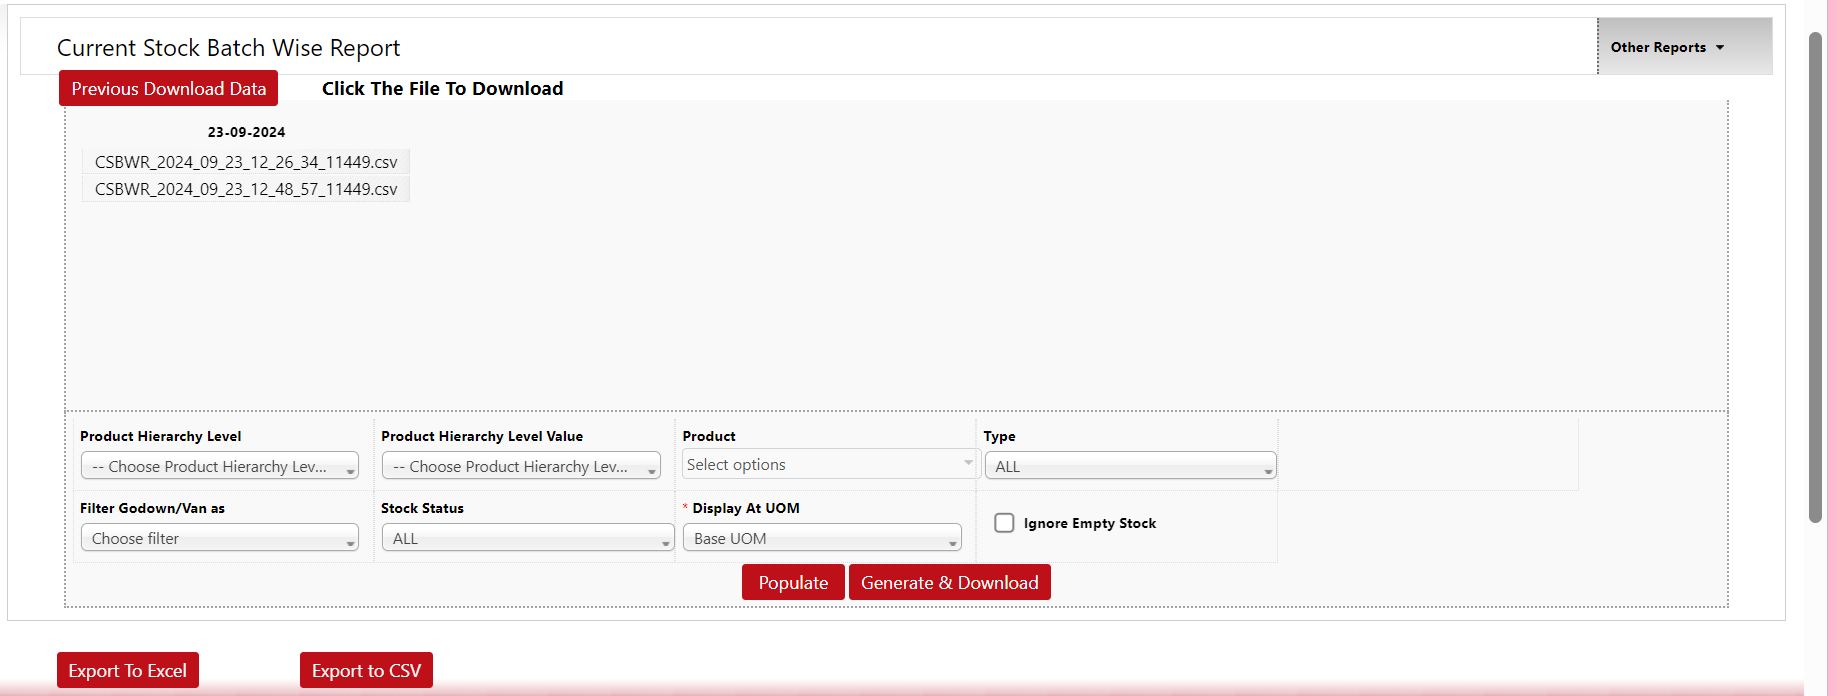 Current Stock Batch Wise Report
Other Reports
Previous Download Data
Click The File To Download
23-09-2024
CSBWR_2024_09_23_12_26_34_11449.csv
CSBWR_2024_09_23_12_48_57_11449.csv
Product Hierarchy Level
Product Hierarchy Level Value
Product
Type
-- Choose Product Hierarchy Lev...
-- Choose Product Hierarchy Lev...
Select options
ALL
Filter Godown/Van as
Stock Status
* Display At UOM
Ignore Empty Stock
Choose filter
ALL
Base UOM
Populate
Generate & Download
Export To Excel
Export to CSV